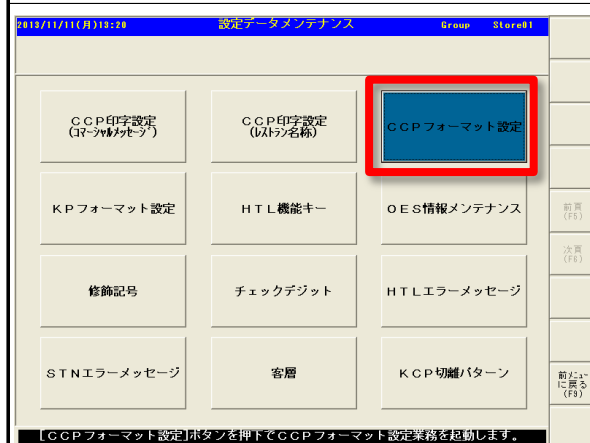 2013/11/11(月)13:20 設定データメンテナンス Group Store01
CCP印字設定
(コマーシャルメッセージ)
CCP印字設定
(レストラン名称)
CCPフォーマット設定
KPフォーマット設定
HTL機能キー
OES情報メンテナンス
前頁
(F5)
次頁
(F6)
修飾記号
チェックデジット
HTLエラーメッセージ
STNエラーメッセージ
客層
KCP切離パターン
前メニュー
に戻る
(F9)
[CCPフォーマット設定]ボタンを押下でCCPフォーマット設定業務を起動します。